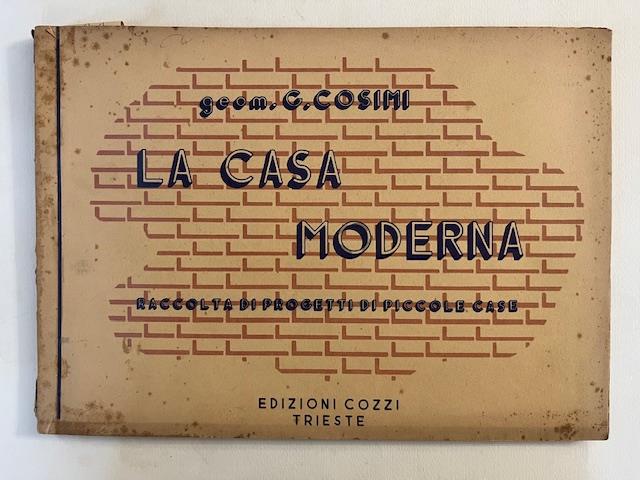 geom. G. COSIMI
LA CASA
MODERNA
RACCOLTA DI PROGETTI DI PICCOLE CASE
EDIZIONI COZZI
TRIESTE